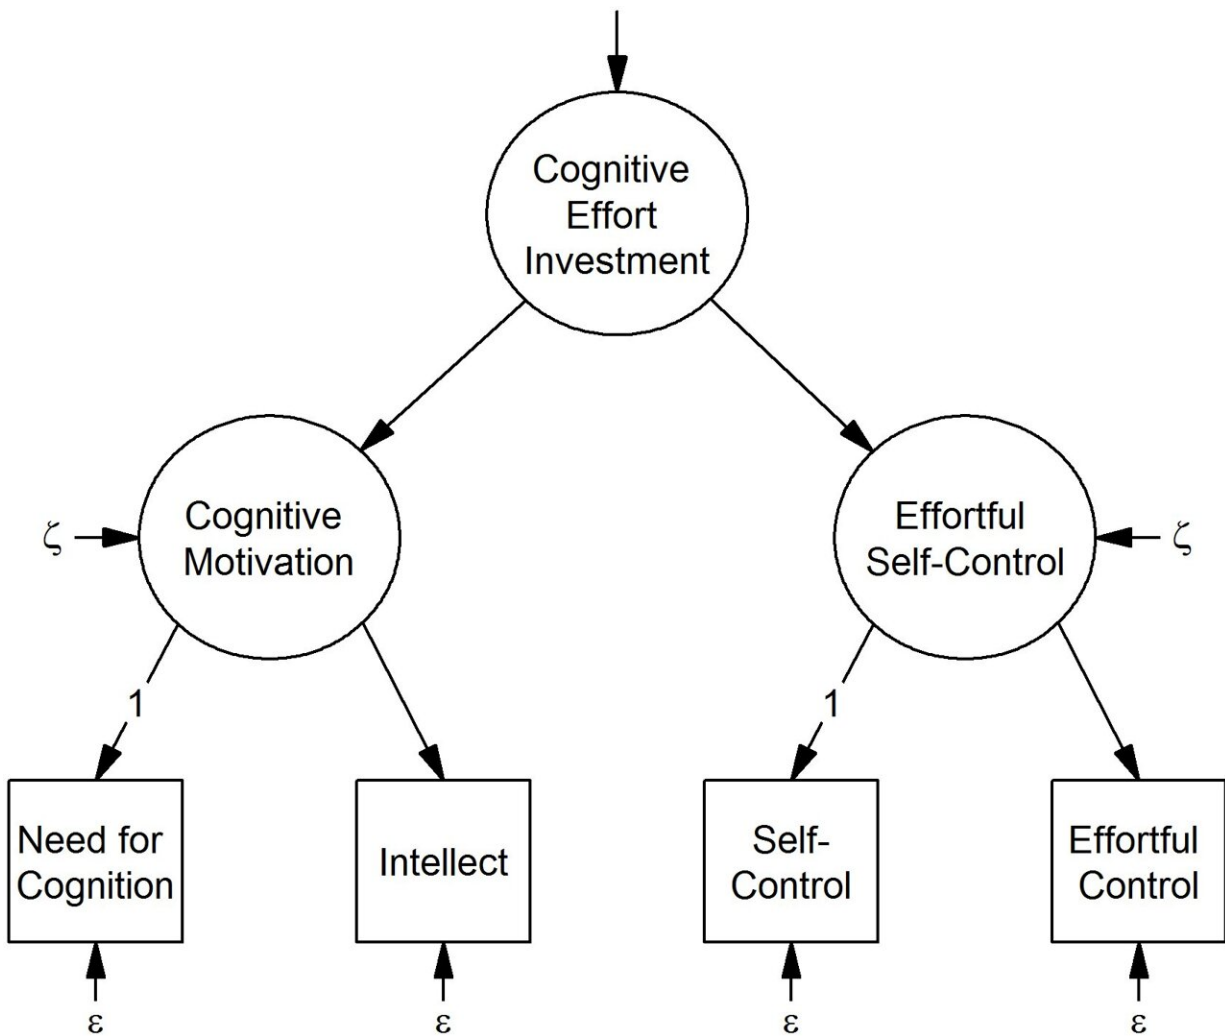 Cognitive
Effort
Investment
ζ
Cognitive
Motivation
Effortful
Self-Control
ζ
1
1
Need for
Cognition
Intellect
Self-
Control
Effortful
Control
ε
ε
ε
ε